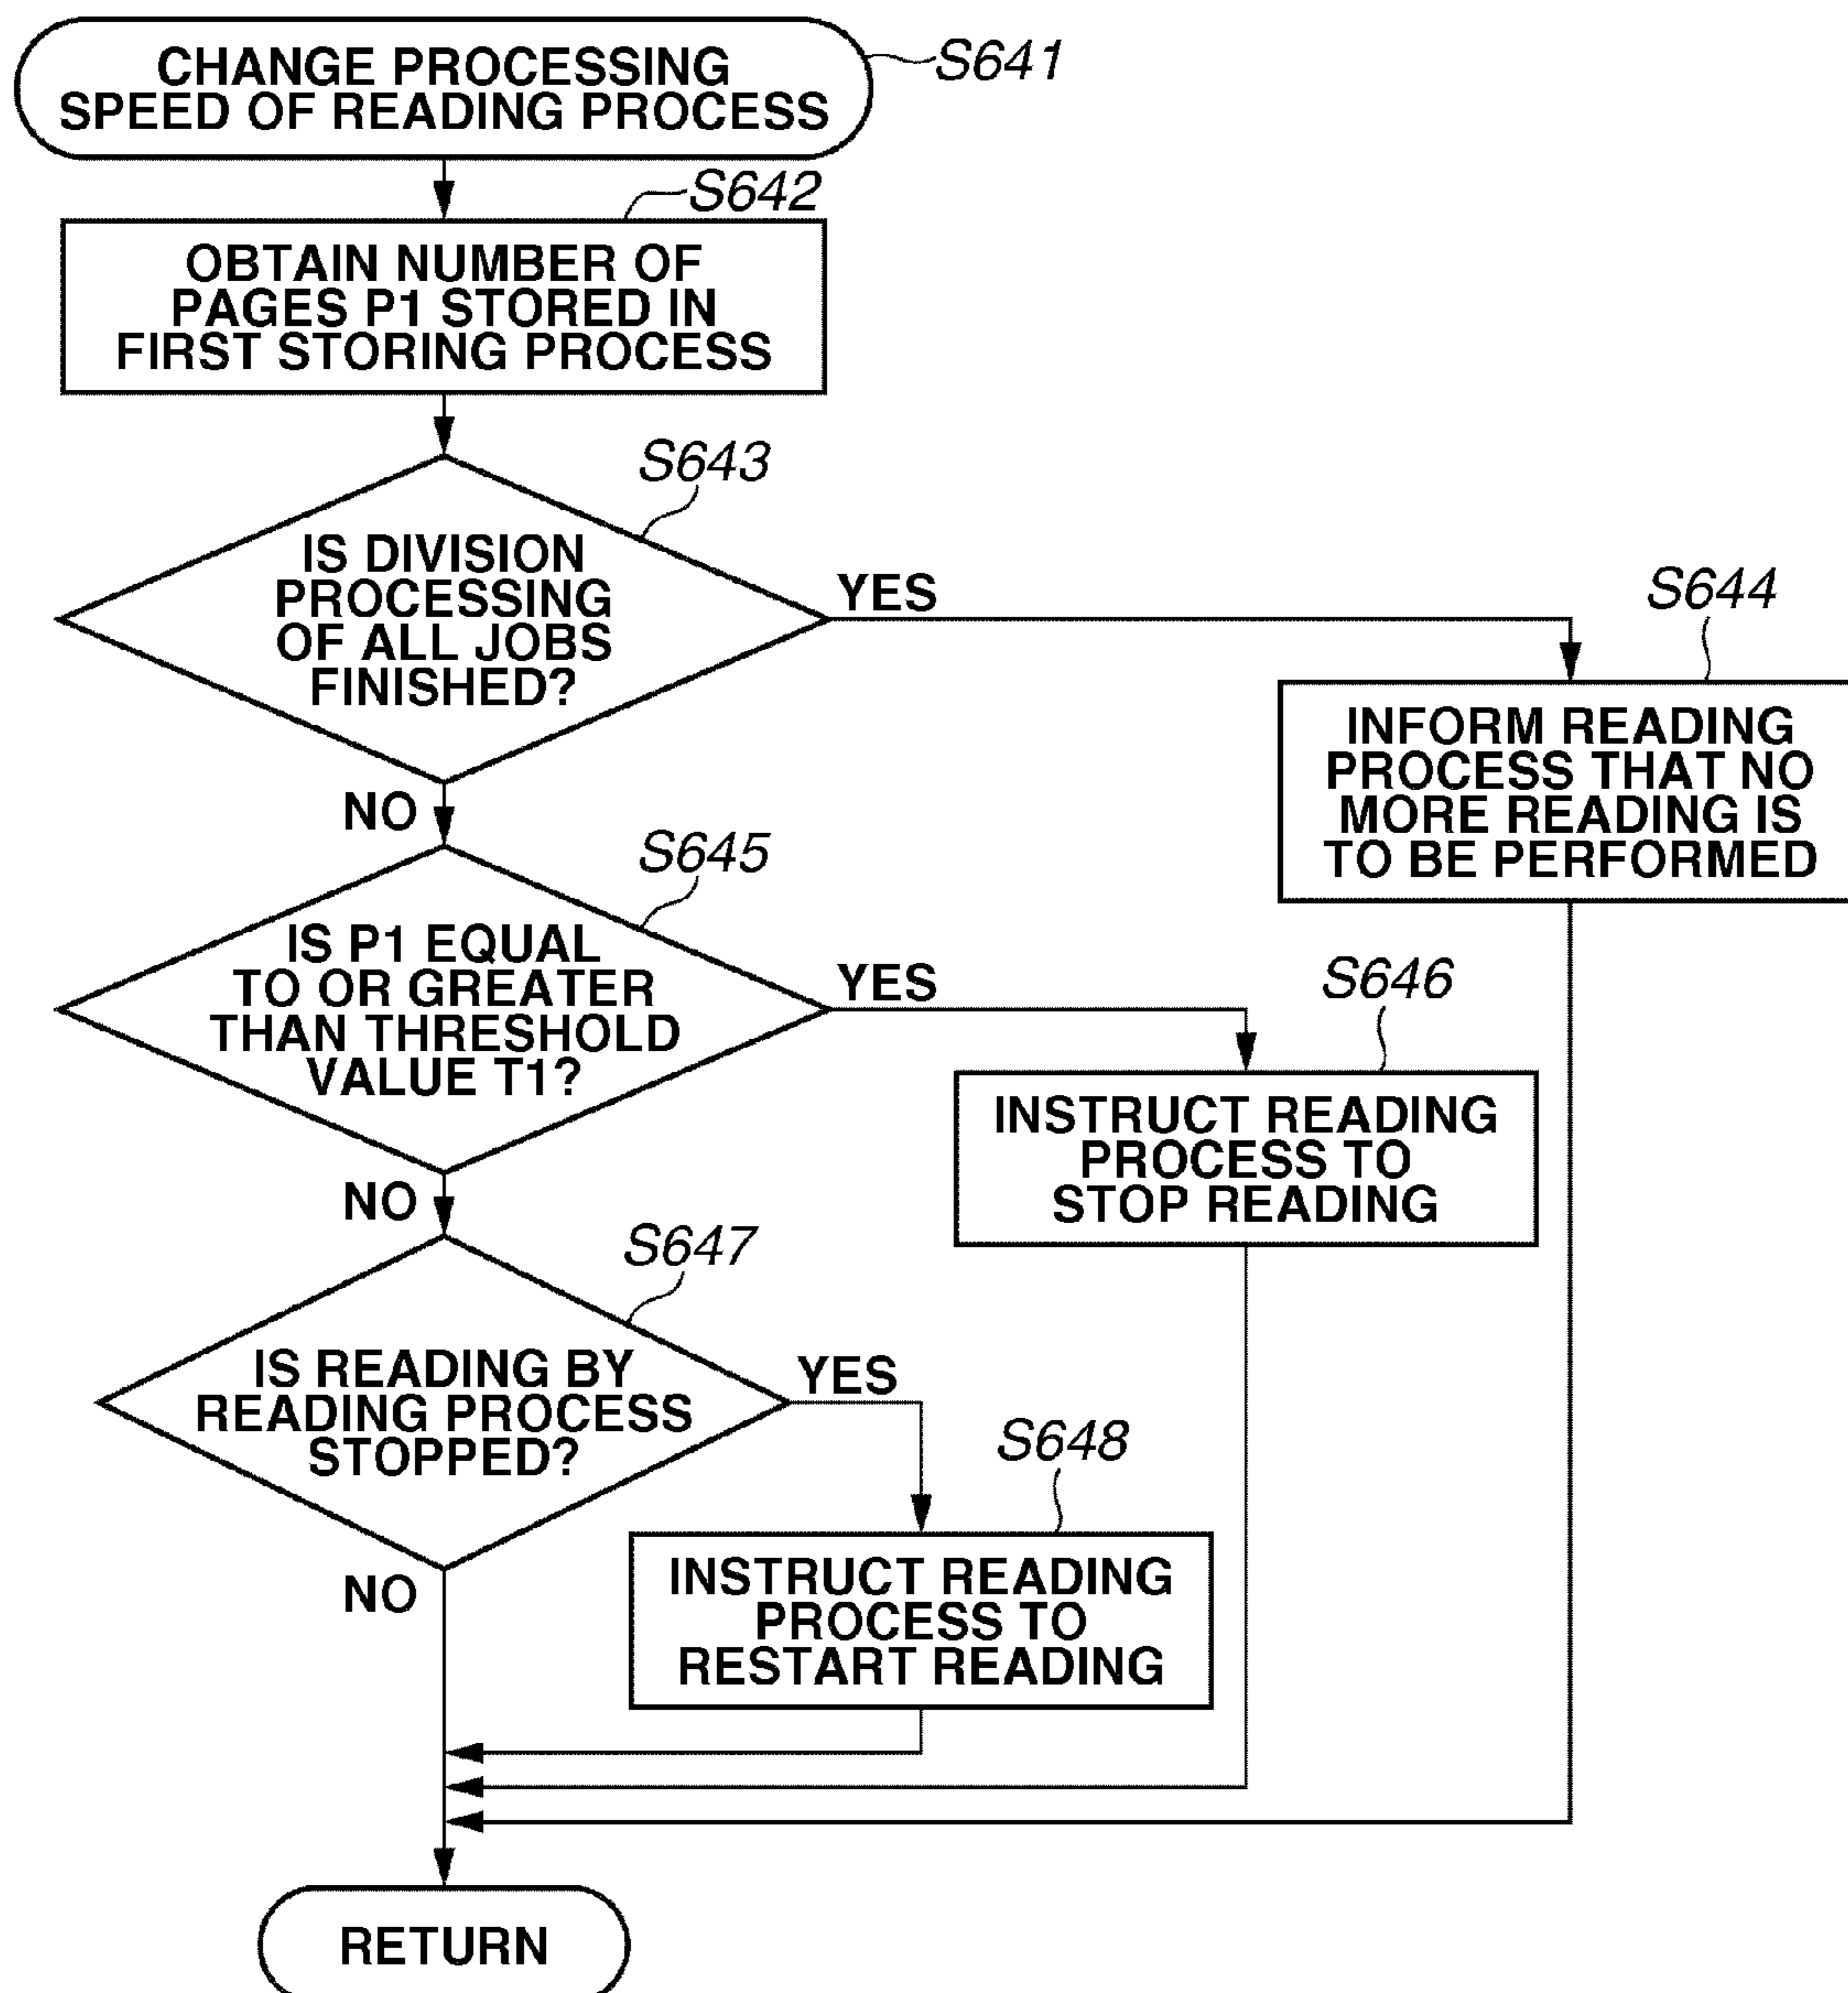 CHANGE PROCESSING
SPEED OF READING PROCESS
S641
S642
OBTAIN NUMBER OF
PAGES P1 STORED IN
FIRST STORING PROCESS
S643
IS DIVISION
PROCESSING
OF ALL JOBS
FINISHED?
YES
S644
INFORM READING
PROCESS THAT NO
MORE READING IS
TO BE PERFORMED
NO
S645
IS P1 EQUAL
TO OR GREATER
THAN THRESHOLD
VALUE T1?
YES
S646
INSTRUCT READING
PROCESS TO
STOP READING
NO
S647
IS READING BY
READING PROCESS
STOPPED?
YES
S648
INSTRUCT READING
PROCESS TO
RESTART READING
NO
RETURN